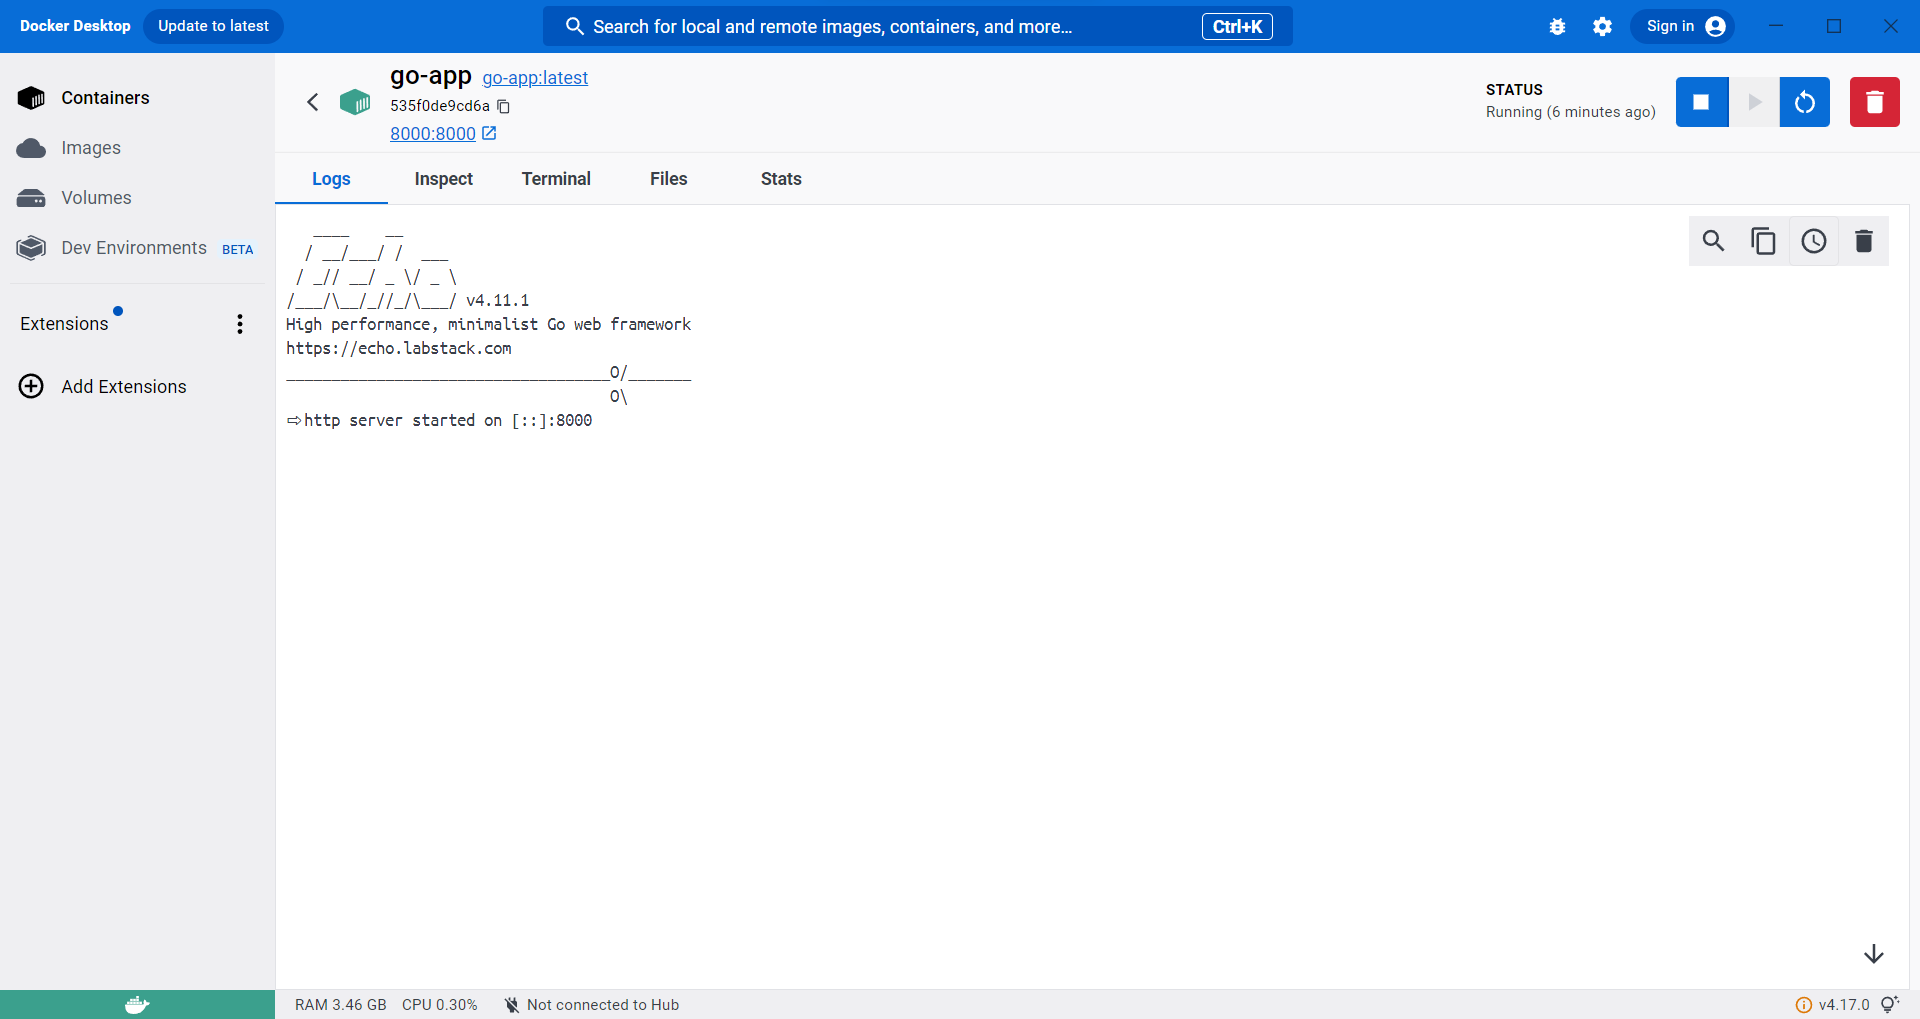 Docker Desktop Update to latest Search for local and remote images, containers, and more... Ctrl+K Sign in
Containers
Images
Volumes
Dev Environments BETA
Extensions
Add Extensions
go-app go-app:latest
535f0de9cd6a
8000:8000
STATUS
Running (6 minutes ago)
Logs Inspect Terminal Files Stats
   ____    __
  / __/___/ /  ___
 / _// __/ _ \/ _ \
/___/\__/_//_/\___/ v4.11.1
High performance, minimalist Go web framework
https://echo.labstack.com
____________________________________O/_______
                                    O\
⇨ http server started on [::]:8000
RAM 3.46 GB CPU 0.30% Not connected to Hub v4.17.0